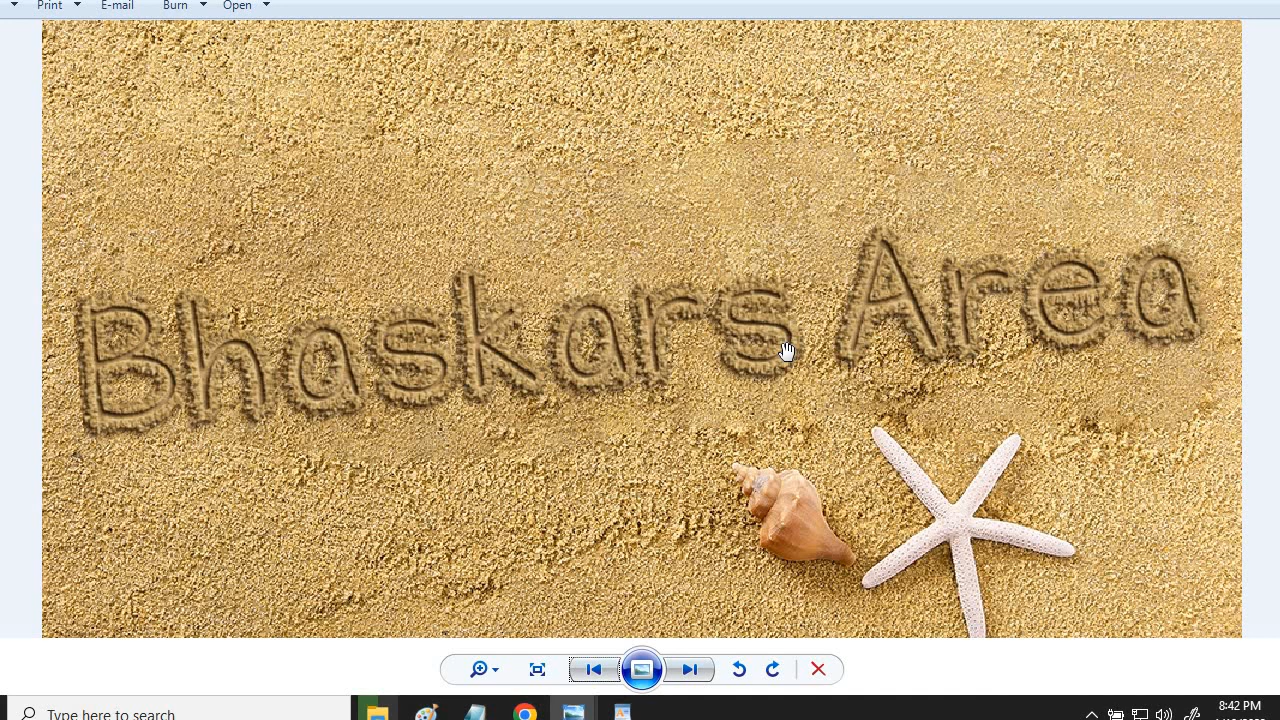 Print E-mail Burn Open
Bhaskars Area
Type here to search
8:42 PM